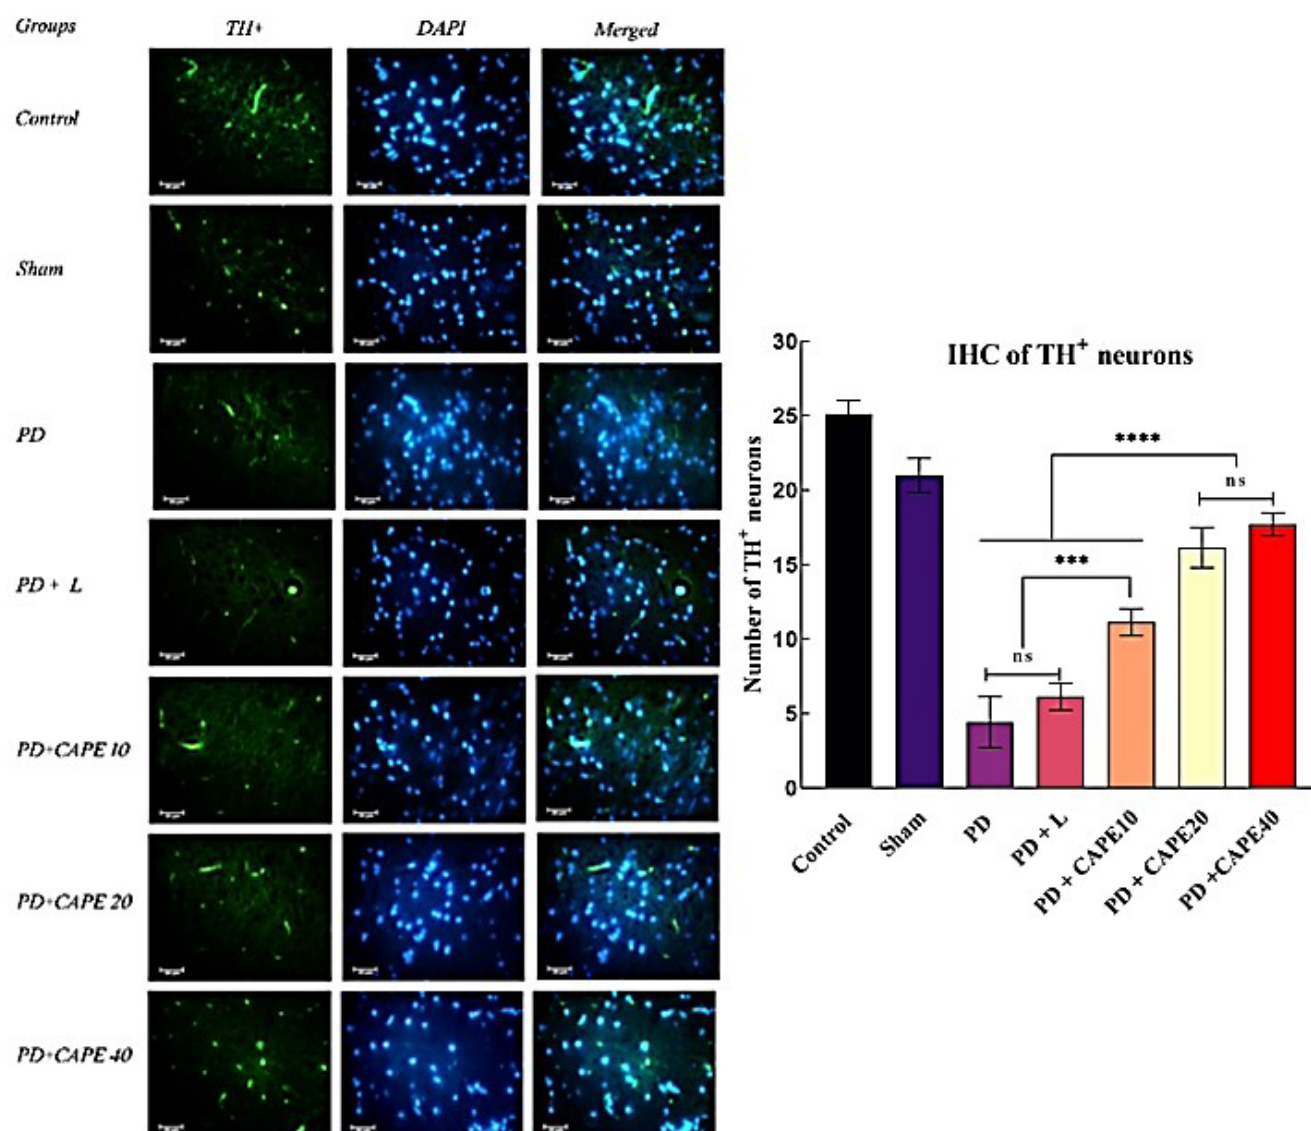 Groups TH+ DAPI Merged
Control
Sham
PD
PD + L
PD+CAPE 10
PD+CAPE 20
PD+CAPE 40
IHC of TH⁺ neurons
Number of TH⁺ neurons
30
25
20
15
10
5
0
****
ns
***
ns
Control
Sham
PD
PD + L
PD + CAPE10
PD + CAPE20
PD +CAPE40